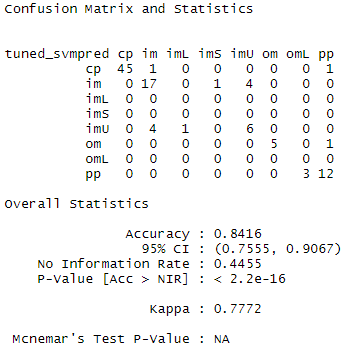 Confusion Matrix and Statistics
tuned_svmpred cp im imL imS imU om omL pp
cp 45 1 0 0 0 0 0 1
im 0 17 0 1 4 0 0 0
imL 0 0 0 0 0 0 0 0
imS 0 0 0 0 0 0 0 0
imU 0 4 1 0 6 0 0 0
om 0 0 0 0 0 5 0 1
omL 0 0 0 0 0 0 0 0
pp 0 0 0 0 0 0 3 12
Overall Statistics
Accuracy : 0.8416
95% CI : (0.7555, 0.9067)
No Information Rate : 0.4455
P-Value [Acc > NIR] : < 2.2e-16
Kappa : 0.7772
Mcnemar's Test P-Value : NA